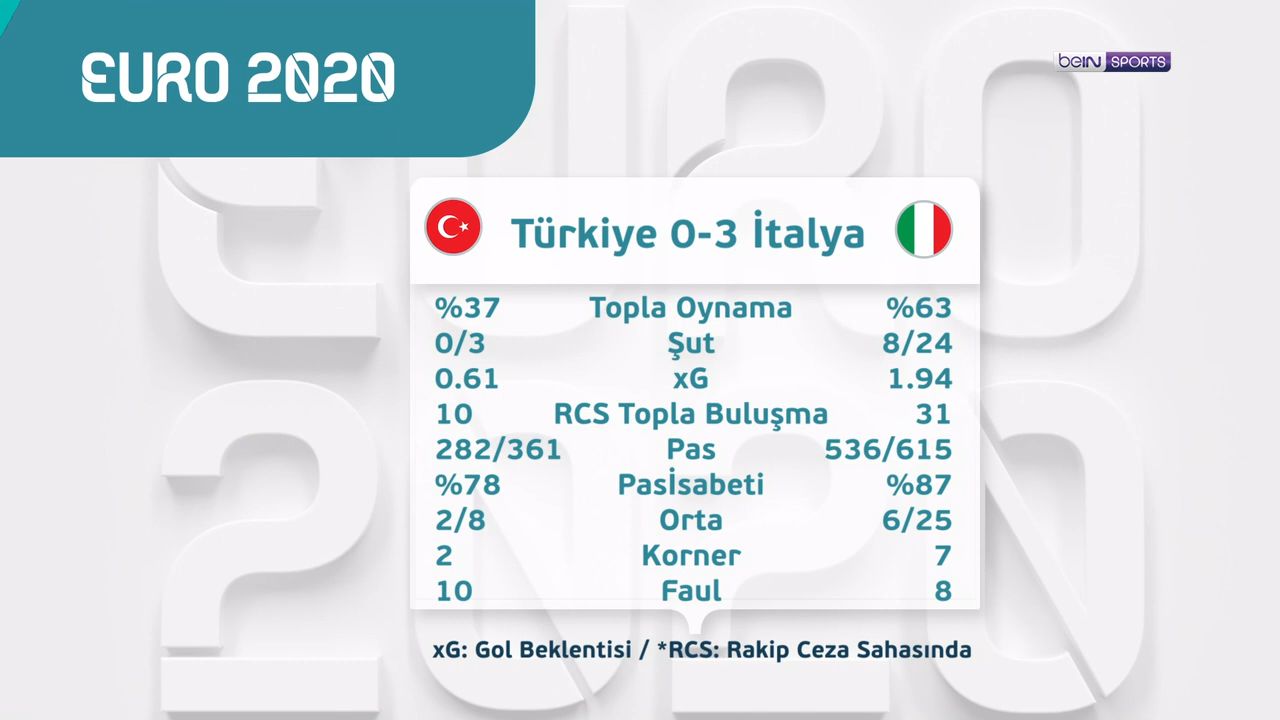 EURO 2020
beIN SPORTS
Türkiye 0-3 İtalya
%37 Topla Oynama %63
0/3 Şut 8/24
0.61 xG 1.94
10 RCS Topla Buluşma 31
282/361 Pas 536/615
%78 Pasİsabeti %87
2/8 Orta 6/25
2 Korner 7
10 Faul 8
xG: Gol Beklentisi / *RCS: Rakip Ceza Sahasında